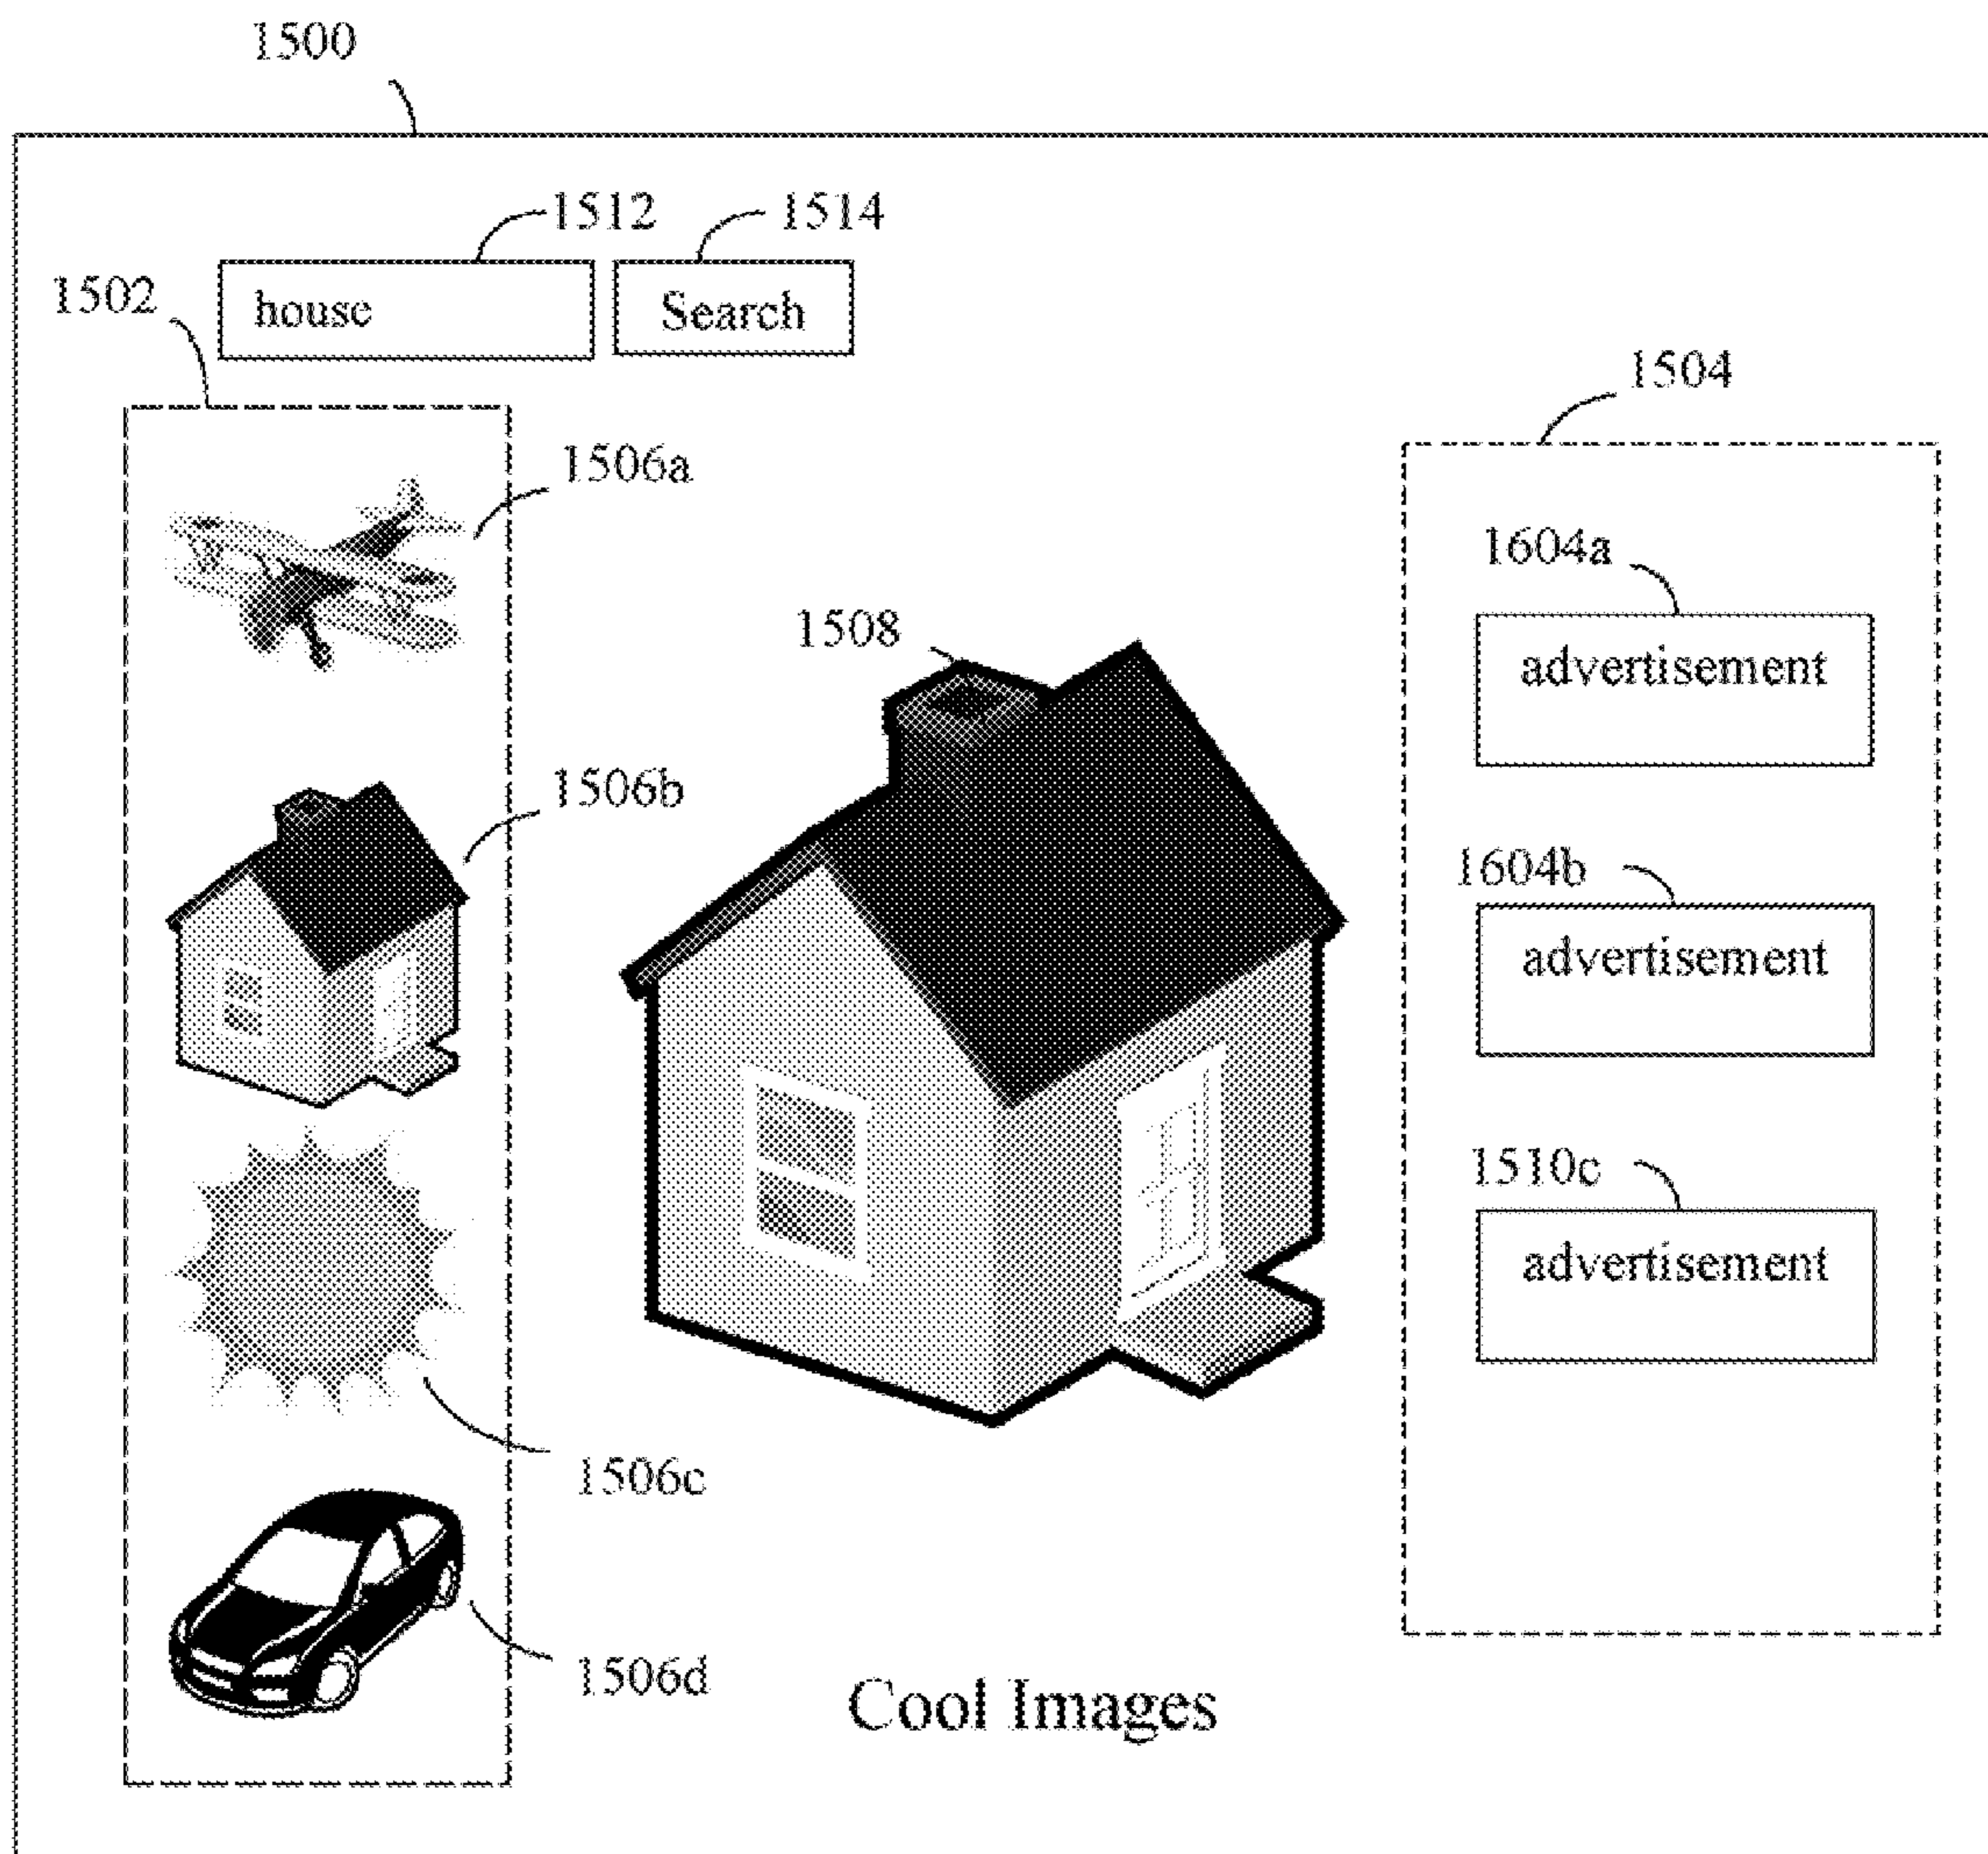 1500
1512
1514
1502
house
Search
1504
1506a
1604a
advertisement
1508
1506b
1604b
advertisement
1510c
advertisement
1506c
1506d
Cool Images